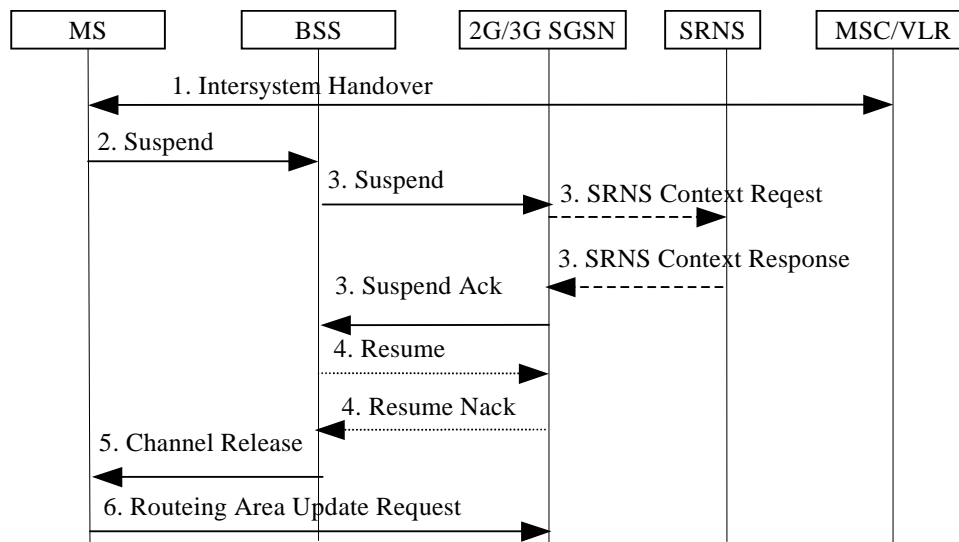 MS
BSS
2G/3G SGSN
SRNS
MSC/VLR
1. Intersystem Handover
2. Suspend
3. Suspend
3. SRNS Context Reqest
3. SRNS Context Response
3. Suspend Ack
4. Resume
4. Resume Nack
5. Channel Release
6. Routeing Area Update Request